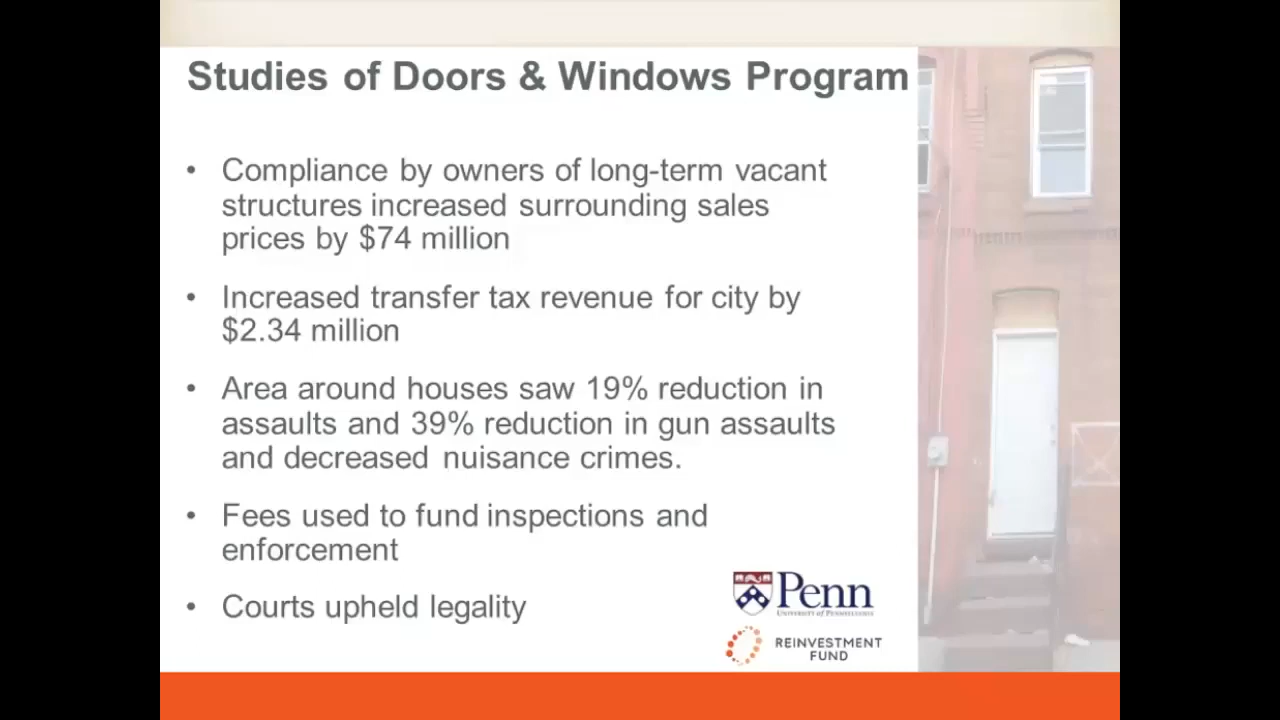 Studies of Doors & Windows Program
• Compliance by owners of long-term vacant
structures increased surrounding sales
prices by $74 million
• Increased transfer tax revenue for city by
$2.34 million
• Area around houses saw 19% reduction in
assaults and 39% reduction in gun assaults
and decreased nuisance crimes.
• Fees used to fund inspections and
enforcement
• Courts upheld legality
Penn
UNIVERSITY of PENNSYLVANIA
REINVESTMENT
FUND